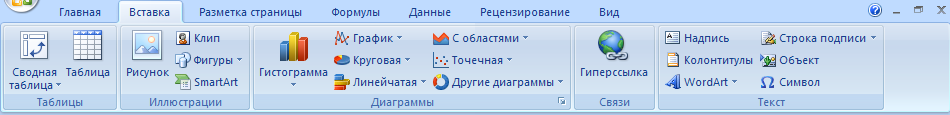 Главная Вставка Разметка страницы Формулы Данные Рецензирование Вид
Сводная таблица
Таблица
Таблицы
Рисунок
Клип
Фигуры
SmartArt
Иллюстрации
Гистограмма
График
Круговая
Линейчатая
С областями
Точечная
Другие диаграммы
Диаграммы
Гиперссылка
Связи
Надпись
Колонтитулы
WordArt
Строка подписи
Объект
Символ
Текст